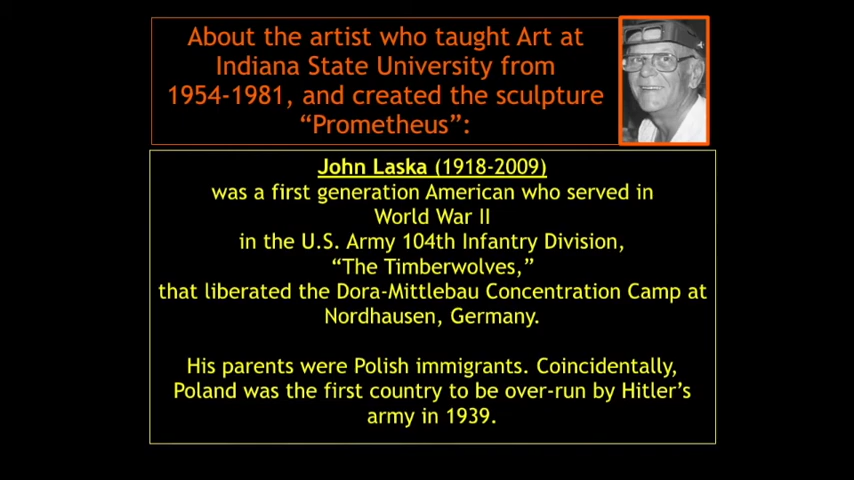 About the artist who taught Art at
Indiana State University from
1954-1981, and created the sculpture
“Prometheus”:
John Laska (1918-2009)
was a first generation American who served in
World War II
in the U.S. Army 104th Infantry Division,
“The Timberwolves,”
that liberated the Dora-Mittlebau Concentration Camp at
Nordhausen, Germany.
His parents were Polish immigrants. Coincidentally,
Poland was the first country to be over-run by Hitler’s
army in 1939.